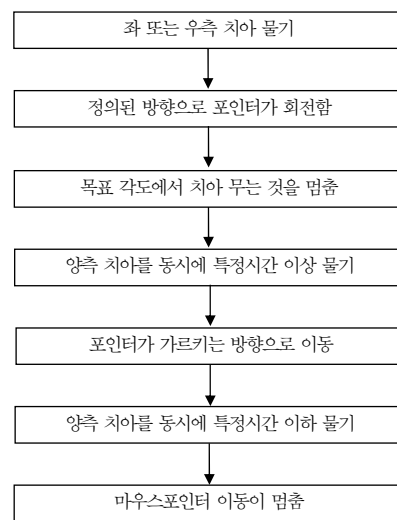 좌 또는 우측 치아 물기
정의된 방향으로 포인터가 회전함
목표 각도에서 치아 무는 것을 멈춤
양측 치아를 동시에 특정시간 이상 물기
포인터가 가르키는 방향으로 이동
양측 치아를 동시에 특정시간 이하 물기
마우스포인터 이동이 멈춤